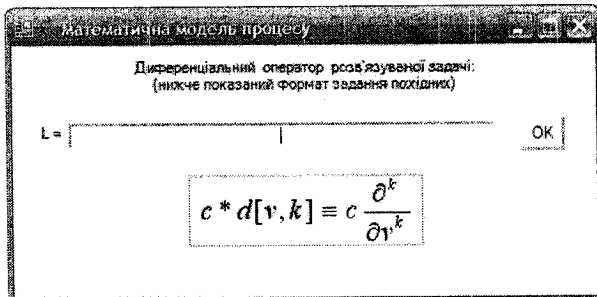 Математична модель процесу
Диференціальний оператор розв'язуваної задачі:
(нижче показаний формат задання похідних)
L = OK
c * d[v, k] ≡ c ∂^k / ∂v^k